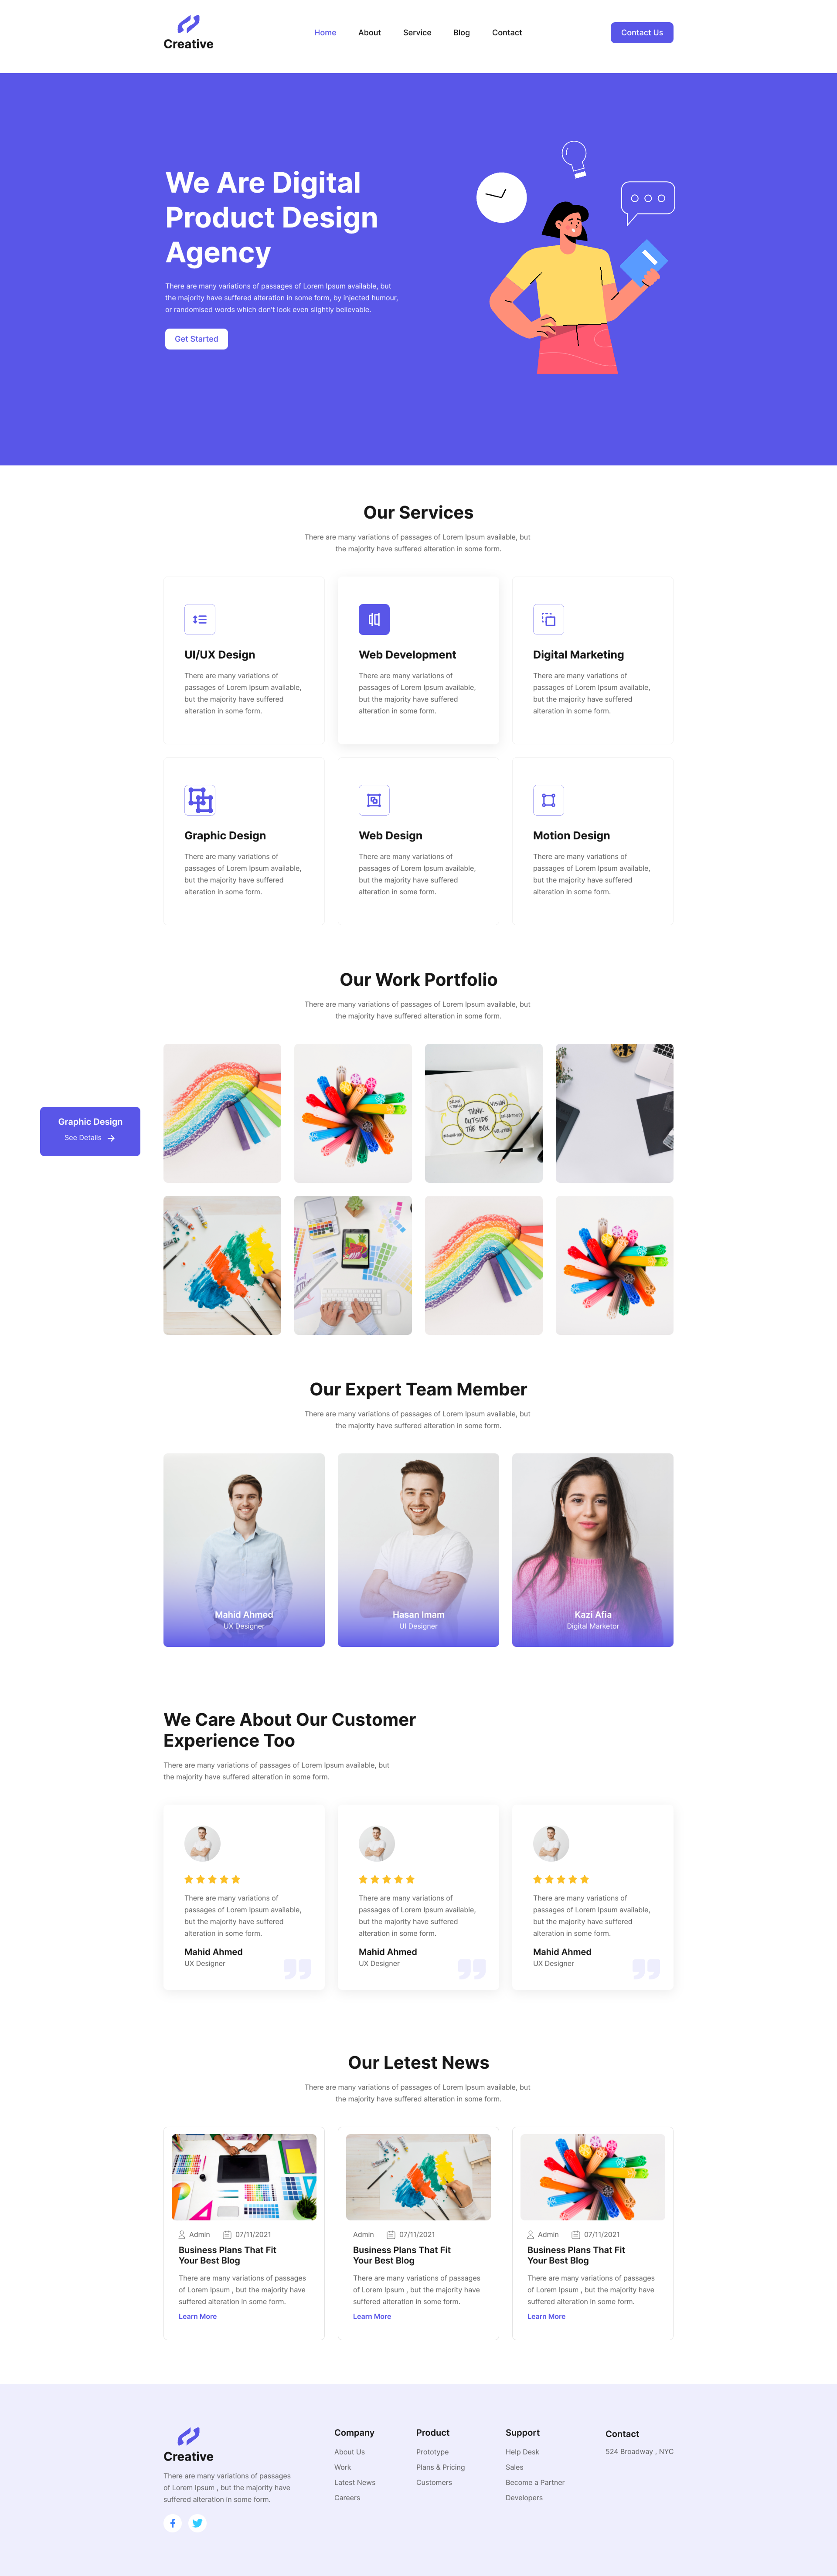 Creative
Home
About
Service
Blog
Contact
Contact Us
We Are Digital
Product Design
Agency
There are many variations of passages of Lorem Ipsum available, but
the majority have suffered alteration in some form, by injected humour,
or randomised words which don't look even slightly believable.
Get Started
Our Services
There are many variations of passages of Lorem Ipsum available, but
the majority have suffered alteration in some form.
UI/UX Design
There are many variations of
passages of Lorem Ipsum available,
but the majority have suffered
alteration in some form.
Web Development
There are many variations of
passages of Lorem Ipsum available,
but the majority have suffered
alteration in some form.
Digital Marketing
There are many variations of
passages of Lorem Ipsum available,
but the majority have suffered
alteration in some form.
Graphic Design
There are many variations of
passages of Lorem Ipsum available,
but the majority have suffered
alteration in some form.
Web Design
There are many variations of
passages of Lorem Ipsum available,
but the majority have suffered
alteration in some form.
Motion Design
There are many variations of
passages of Lorem Ipsum available,
but the majority have suffered
alteration in some form.
Our Work Portfolio
There are many variations of passages of Lorem Ipsum available, but
the majority have suffered alteration in some form.
Graphic Design
See Details
THINK
OUTSIDE
THE BOX
VISION
Our Expert Team Member
There are many variations of passages of Lorem Ipsum available, but
the majority have suffered alteration in some form.
Mahid Ahmed
UX Designer
Hasan Imam
UI Designer
Kazi Afia
Digital Marketor
We Care About Our Customer
Experience Too
There are many variations of passages of Lorem Ipsum available, but
the majority have suffered alteration in some form.
There are many variations of
passages of Lorem Ipsum available,
but the majority have suffered
alteration in some form.
Mahid Ahmed
UX Designer
There are many variations of
passages of Lorem Ipsum available,
but the majority have suffered
alteration in some form.
Mahid Ahmed
UX Designer
There are many variations of
passages of Lorem Ipsum available,
but the majority have suffered
alteration in some form.
Mahid Ahmed
UX Designer
Our Letest News
There are many variations of passages of Lorem Ipsum available, but
the majority have suffered alteration in some form.
Admin
07/11/2021
Business Plans That Fit
Your Best Blog
There are many variations of passages
of Lorem Ipsum , but the majority have
suffered alteration in some form.
Learn More
Admin
07/11/2021
Business Plans That Fit
Your Best Blog
There are many variations of passages
of Lorem Ipsum , but the majority have
suffered alteration in some form.
Learn More
Admin
07/11/2021
Business Plans That Fit
Your Best Blog
There are many variations of passages
of Lorem Ipsum , but the majority have
suffered alteration in some form.
Learn More
Creative
There are many variations of passages
of Lorem Ipsum , but the majority have
suffered alteration in some form.
Company
About Us
Work
Latest News
Careers
Product
Prototype
Plans & Pricing
Customers
Support
Help Desk
Sales
Become a Partner
Developers
Contact
524 Broadway , NYC